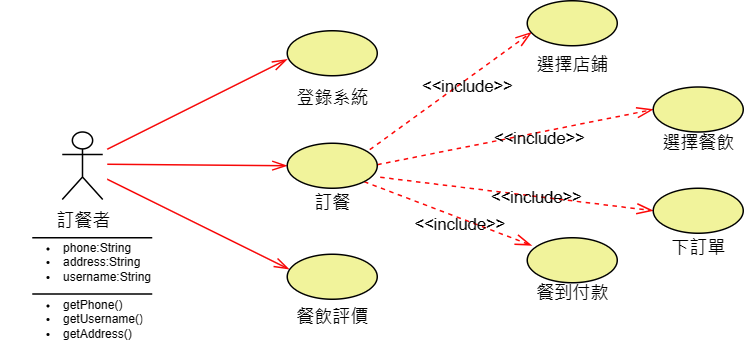 選擇店鋪
<<include>>
登錄系統
<<include>>
選擇餐飲
訂餐
<<include>>
訂餐者
<<include>>
下訂單
phone:String
address:String
username:String
餐到付款
getPhone()
getUsername()
getAddress()
餐飲評價